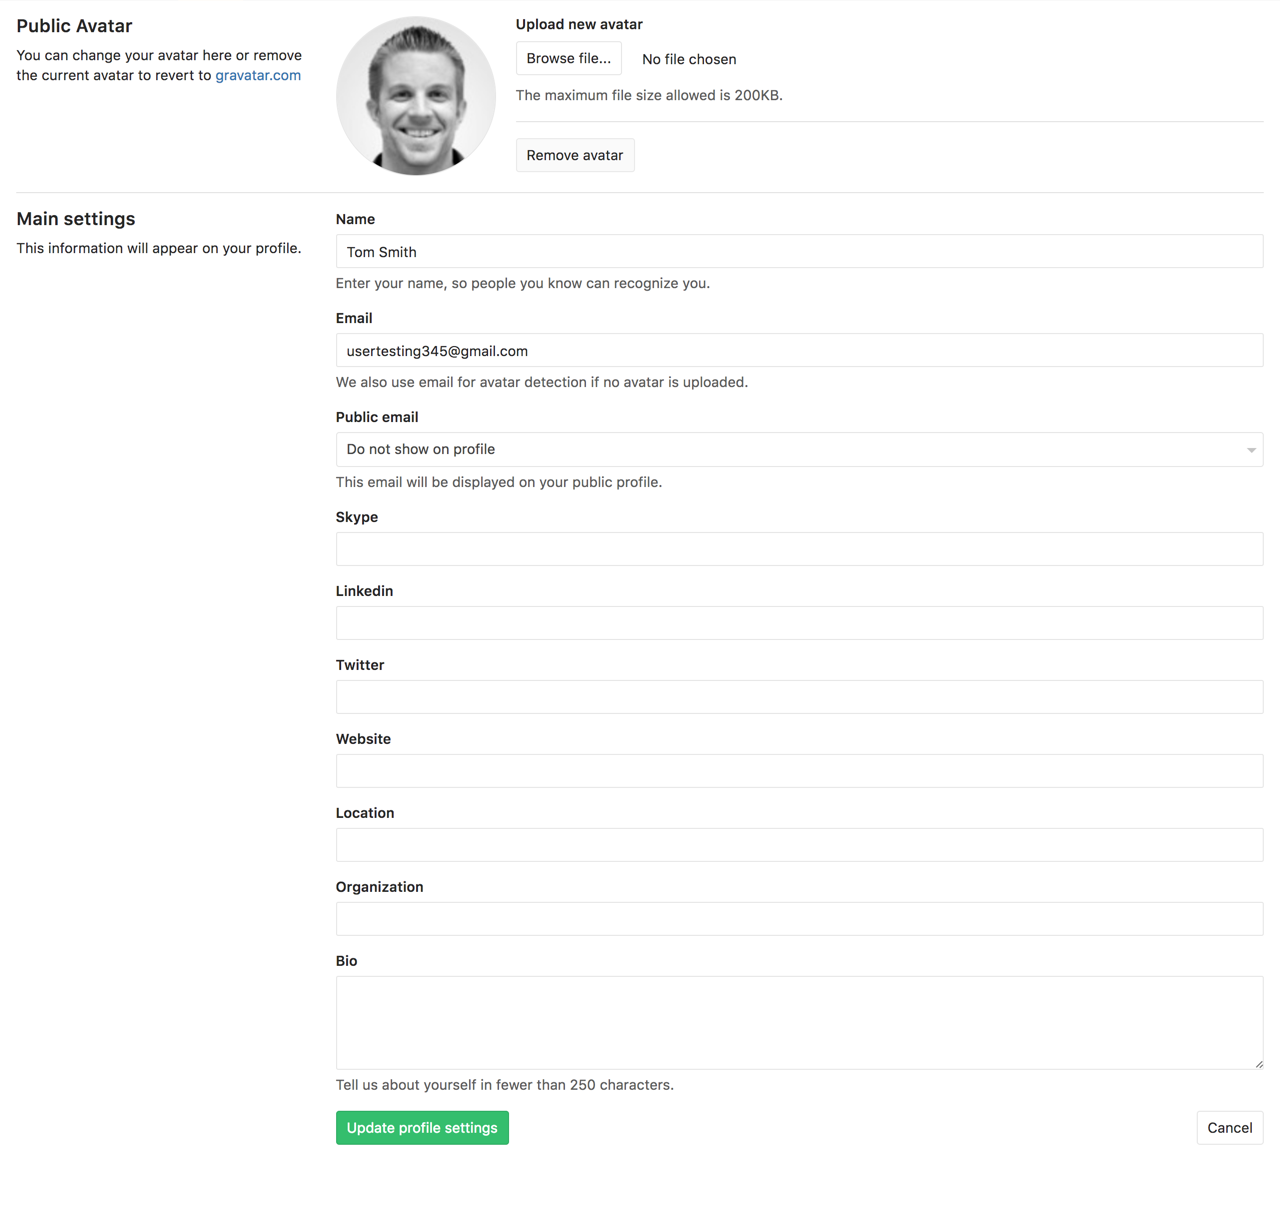 Public Avatar
You can change your avatar here or remove
the current avatar to revert to gravatar.com
Upload new avatar
Browse file... No file chosen
The maximum file size allowed is 200KB.
Remove avatar
Main settings
This information will appear on your profile.
Name
Tom Smith
Enter your name, so people you know can recognize you.
Email
usertesting345@gmail.com
We also use email for avatar detection if no avatar is uploaded.
Public email
Do not show on profile
This email will be displayed on your public profile.
Skype
Linkedin
Twitter
Website
Location
Organization
Bio
Tell us about yourself in fewer than 250 characters.
Update profile settings
Cancel